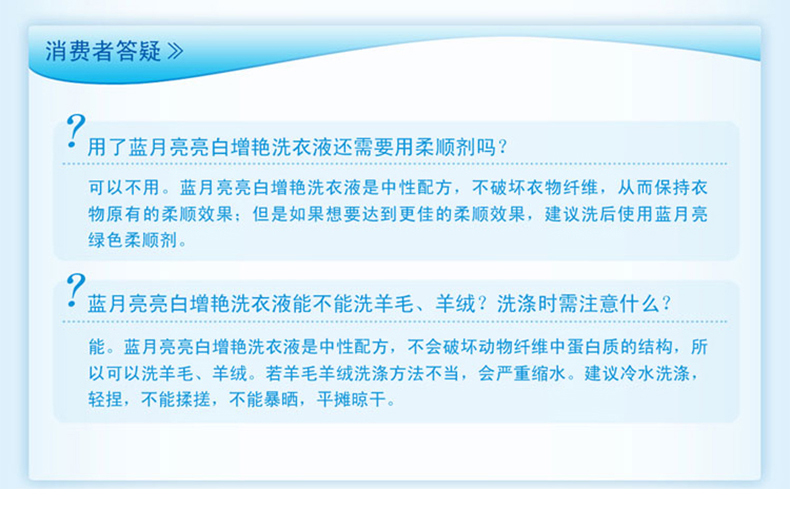 消费者答疑》
? 用了蓝月亮亮白增艳洗衣液还需要用柔顺剂吗？
可以不用。蓝月亮亮白增艳洗衣液是中性配方，不破坏衣物纤维，从而保持衣
物原有的柔顺效果；但是如果想要达到更佳的柔顺效果，建议洗后使用蓝月亮
绿色柔顺剂。
? 蓝月亮亮白增艳洗衣液能不能洗羊毛、羊绒？洗涤时需注意什么？
能。蓝月亮亮白增艳洗衣液是中性配方，不会破坏动物纤维中蛋白质的结构，所
以可以洗羊毛、羊绒。若羊毛羊绒洗涤方法不当，会严重缩水。建议冷水洗涤，
轻捏，不能揉搓，不能暴晒，平摊晾干。